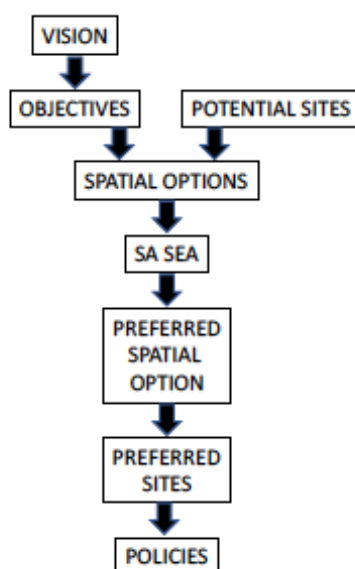 VISION
OBJECTIVES
POTENTIAL SITES
SPATIAL OPTIONS
SA SEA
PREFERRED
SPATIAL
OPTION
PREFERRED
SITES
POLICIES